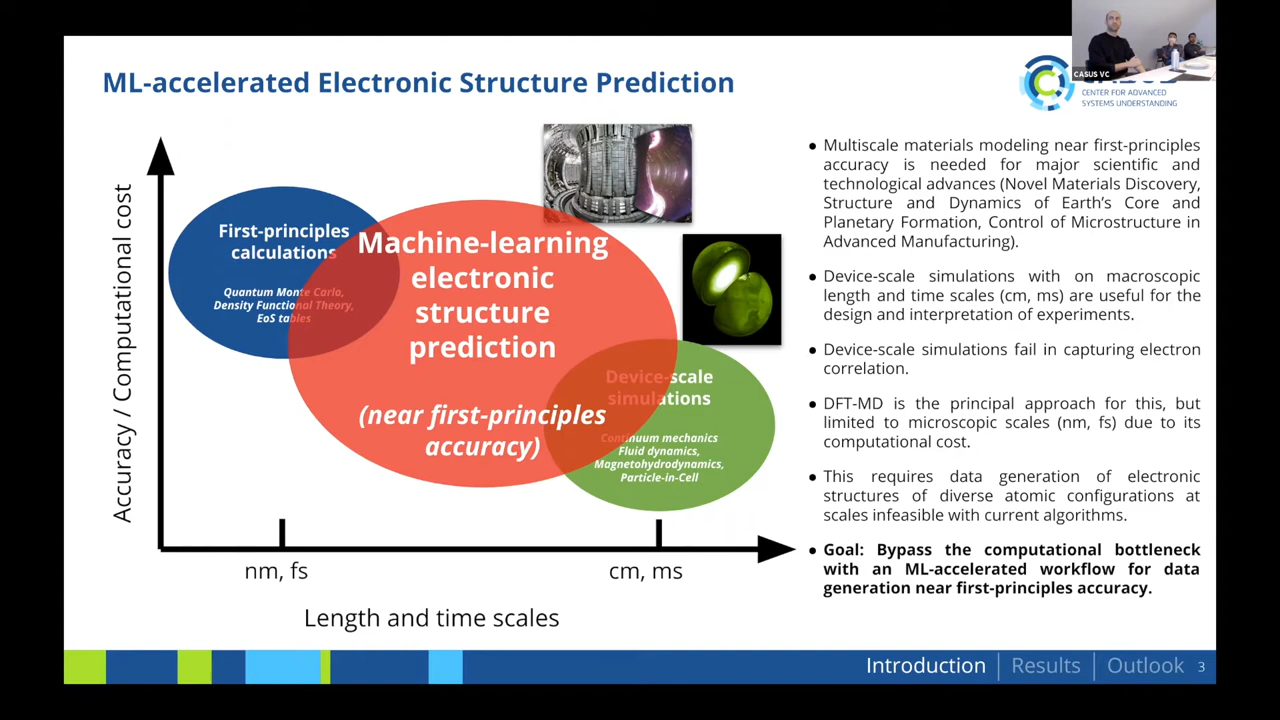 ML-accelerated Electronic Structure Prediction
CASUS VC
CENTER FOR ADVANCED
SYSTEMS UNDERSTANDING
Accuracy / Computational cost
First-principles
calculations
Quantum Monte Carlo,
Density Functional Theory,
EoS tables
Machine-learning
electronic
structure
prediction
(near first-principles
accuracy)
Device-scale
simulations
Continuum mechanics
Fluid dynamics,
Magnetohydrodynamics,
Particle-in-Cell
nm, fs
cm, ms
Length and time scales
● Multiscale materials modeling near first-principles
accuracy is needed for major scientific and
technological advances (Novel Materials Discovery,
Structure and Dynamics of Earth's Core and
Planetary Formation, Control of Microstructure in
Advanced Manufacturing).
● Device-scale simulations with on macroscopic
length and time scales (cm, ms) are useful for the
design and interpretation of experiments.
● Device-scale simulations fail in capturing electron
correlation.
● DFT-MD is the principal approach for this, but
limited to microscopic scales (nm, fs) due to its
computational cost.
● This requires data generation of electronic
structures of diverse atomic configurations at
scales infeasible with current algorithms.
● Goal: Bypass the computational bottleneck
with an ML-accelerated workflow for data
generation near first-principles accuracy.
Introduction | Results | Outlook 3